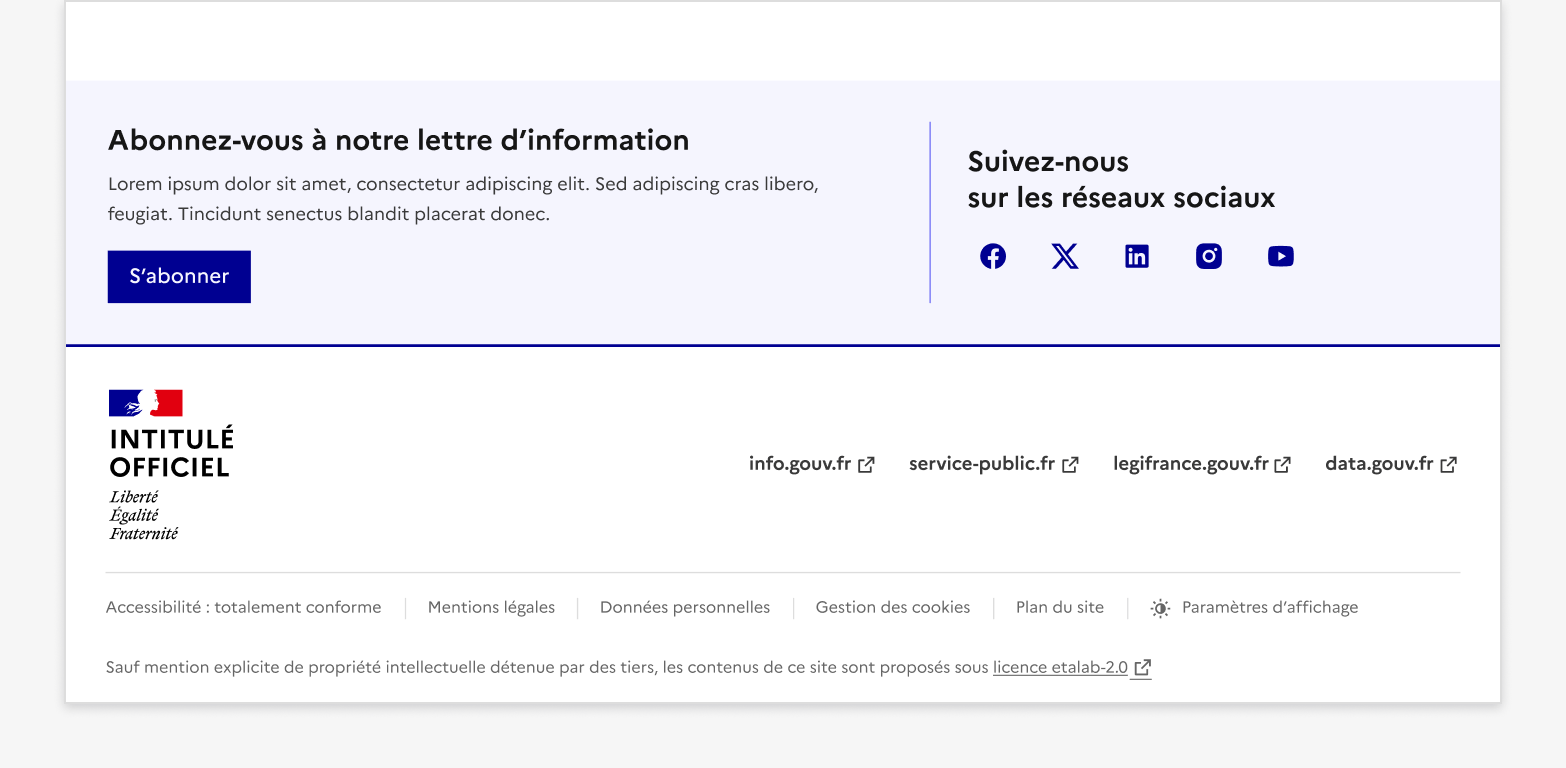 Abonnez-vous à notre lettre d’information
Lorem ipsum dolor sit amet, consectetur adipiscing elit. Sed adipiscing cras libero,
feugiat. Tincidunt senectus blandit placerat donec.
S’abonner
Suivez-nous
sur les réseaux sociaux
INTITULÉ
OFFICIEL
Liberté
Égalité
Fraternité
info.gouv.fr service-public.fr legifrance.gouv.fr data.gouv.fr
Accessibilité : totalement conforme Mentions légales Données personnelles Gestion des cookies Plan du site Paramètres d’affichage
Sauf mention explicite de propriété intellectuelle détenue par des tiers, les contenus de ce site sont proposés sous licence etalab-2.0